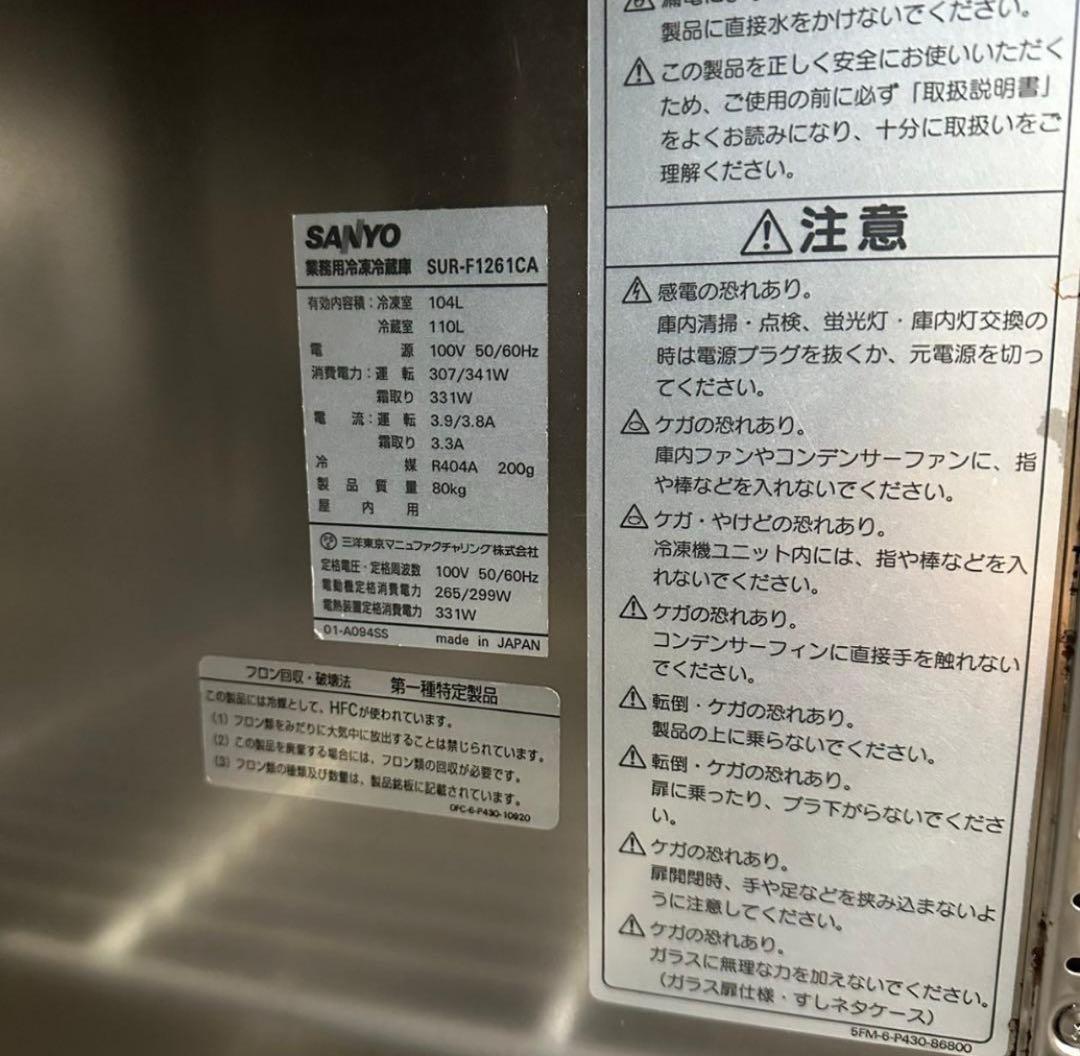 SANYO
業務用冷凍冷蔵庫 SUR-F1261CA
有効内容積：冷凍室 104L
冷蔵室 110L
電 源 100V 50/60Hz
消費電力：運 転 307/341W
霜取り 331W
電 流：運 転 3.9/3.8A
霜取り 3.3A
冷 媒 R404A 200g
製 品 質 量 80kg
屋 内 用
三洋東京マニュファクチャリング株式会社
定格電圧・定格周波数 100V 50/60Hz
電動機定格消費電力 265/299W
電熱装置定格消費電力 331W
01-A094SS made in JAPAN
フロン回収・破壊法 第一種特定製品
この製品には冷媒として、HFCが使われています。
(1) フロン類をみだりに大気中に放出することは禁じられています。
(2) この製品を廃棄する場合には、フロン類の回収が必要です。
(3) フロン類の種類及び数量は、製品銘板に記載されています。
OFC-6-P430-10920
製品に直接水をかけないでください。
この製品を正しく安全にお使いいただく
ため、ご使用の前に必ず「取扱説明書」
をよくお読みになり、十分に取扱いをご
理解ください。
注意
感電の恐れあり。
庫内清掃・点検、蛍光灯・庫内灯交換の
時は電源プラグを抜くか、元電源を切っ
てください。
ケガの恐れあり。
庫内ファンやコンデンサーファンに、指
や棒などを入れないでください。
ケガ・やけどの恐れあり。
冷凍機ユニット内には、指や棒などを入
れないでください。
ケガの恐れあり。
コンデンサーフィンに直接手を触れない
でください。
転倒・ケガの恐れあり。
製品の上に乗らないでください。
転倒・ケガの恐れあり。
扉に乗ったり、ブラ下がらないでくださ
い。
ケガの恐れあり。
扉開閉時、手や足などを挟み込まないよ
うに注意してください。
ケガの恐れあり。
ガラスに無理な力を加えないでください。
（ガラス扉仕様・すしネタケース）
5FM-6-P430-86800